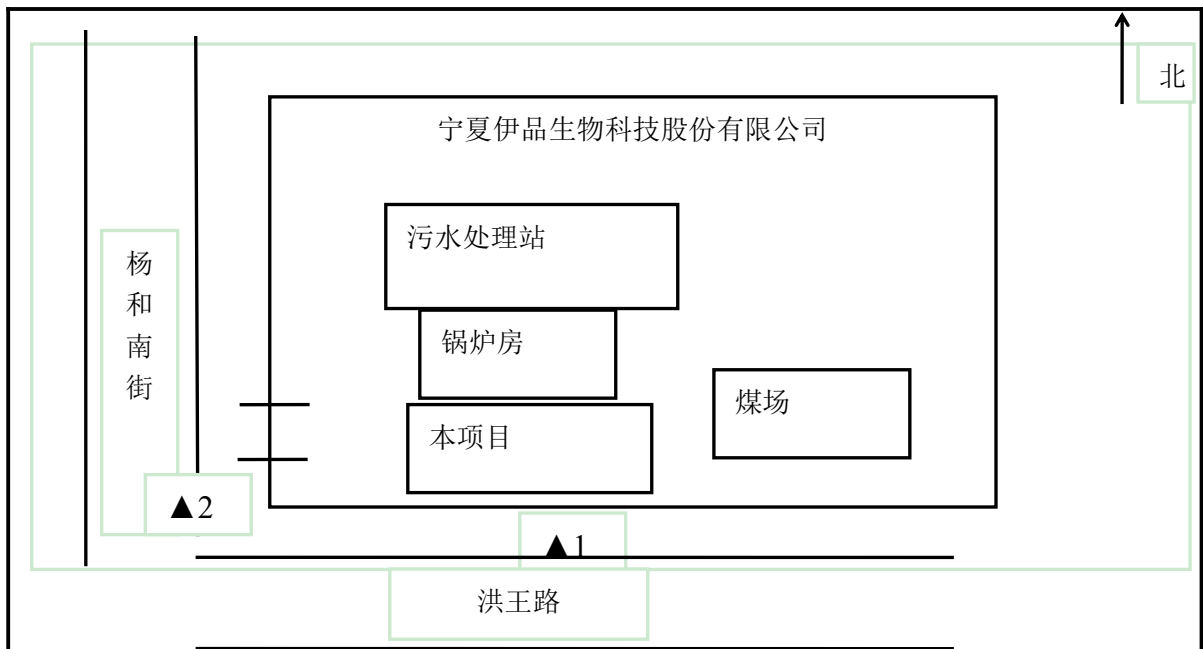 北
宁夏伊品生物科技股份有限公司
污水处理站
杨和南街
锅炉房
煤场
本项目
▲2
▲1
洪王路